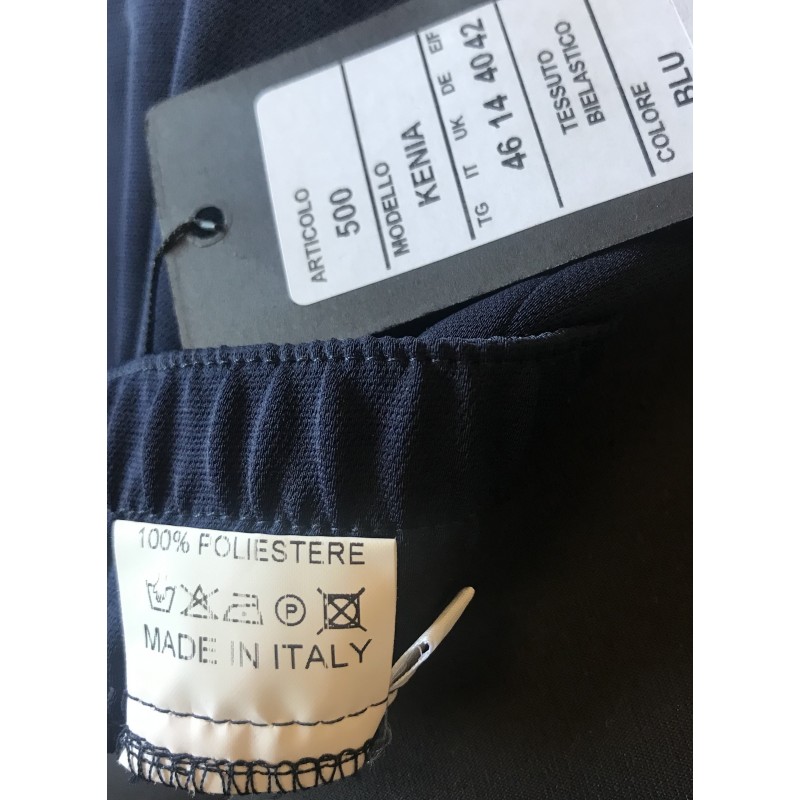 ARTICOLO
500
MODELLO
KENIA
TG IT UK DE E/F
46 14 40 42
TESSUTO
BIELASTICO
COLORE
BLU
100% POLIESTERE
P
MADE IN ITALY